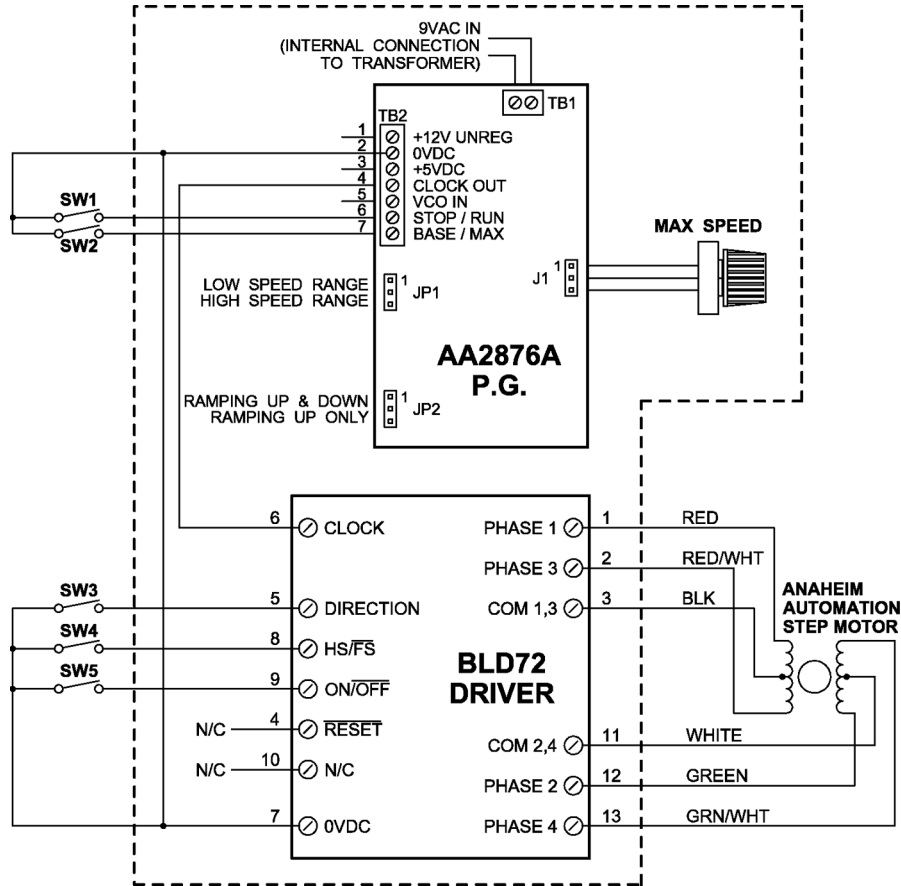 9VAC IN
(INTERNAL CONNECTION
TO TRANSFORMER)
TB1
TB2
1 +12V UNREG
2 0VDC
3 +5VDC
4 CLOCK OUT
5 VCO IN
6 STOP / RUN
7 BASE / MAX
SW1
SW2
MAX SPEED
J1 1
LOW SPEED RANGE
HIGH SPEED RANGE
1 JP1
AA2876A
P.G.
RAMPING UP & DOWN
RAMPING UP ONLY
1 JP2
6 CLOCK
PHASE 1 1 RED
PHASE 3 2 RED/WHT
SW3
5 DIRECTION
COM 1,3 3 BLK
ANAHEIM
AUTOMATION
STEP MOTOR
SW4
8 HS/F̅S̅
SW5
9 ON/O̅F̅F̅
BLD72
DRIVER
N/C 4 R̅E̅S̅E̅T̅
N/C 10 N/C
COM 2,4 11 WHITE
PHASE 2 12 GREEN
7 0VDC
PHASE 4 13 GRN/WHT